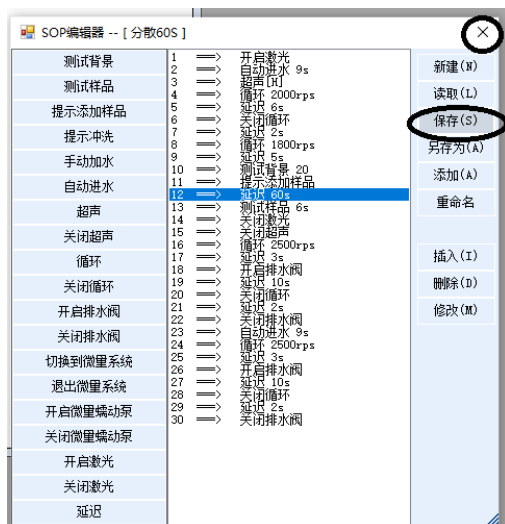 SOP编辑器 -- [ 分散60S ]
测试背景
测试样品
提示添加样品
提示冲洗
手动加水
自动进水
超声
关闭超声
循环
关闭循环
开启排水阀
关闭排水阀
切换到微量系统
退出微量系统
开启微量蠕动泵
关闭微量蠕动泵
开启激光
关闭激光
延迟
1 ==> 开启激光
2 ==> 自动进水 9s
3 ==> 超声[H]
4 ==> 循环 2000rps
5 ==> 延迟 6s
6 ==> 关闭循环
7 ==> 延迟 2s
8 ==> 循环 1800rps
9 ==> 延迟 5s
10 ==> 测试背景 20
11 ==> 提示添加样品
12 ==> 延迟 60s
13 ==> 测试样品 6s
14 ==> 关闭激光
15 ==> 关闭超声
16 ==> 循环 2500rps
17 ==> 延迟 3s
18 ==> 开启排水阀
19 ==> 延迟 10s
20 ==> 关闭循环
21 ==> 延迟 2s
22 ==> 关闭排水阀
23 ==> 自动进水 9s
24 ==> 循环 2500rps
25 ==> 延迟 3s
26 ==> 开启排水阀
27 ==> 延迟 10s
28 ==> 关闭循环
29 ==> 延迟 2s
30 ==> 关闭排水阀
新建(N)
读取(L)
保存(S)
另存为(A)
添加(A)
重命名
插入(I)
删除(D)
修改(M)